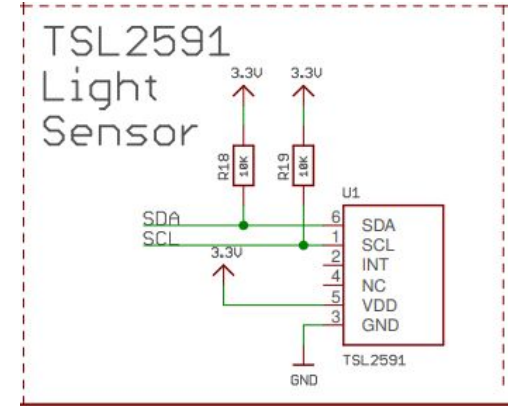 TSL2591
Light
Sensor
3.3V 3.3V
R18 10K R19 10K
U1
SDA 6 SDA
SCL 1 SCL
3.3V 2 INT
4 NC
5 VDD
3 GND
TSL2591
GND